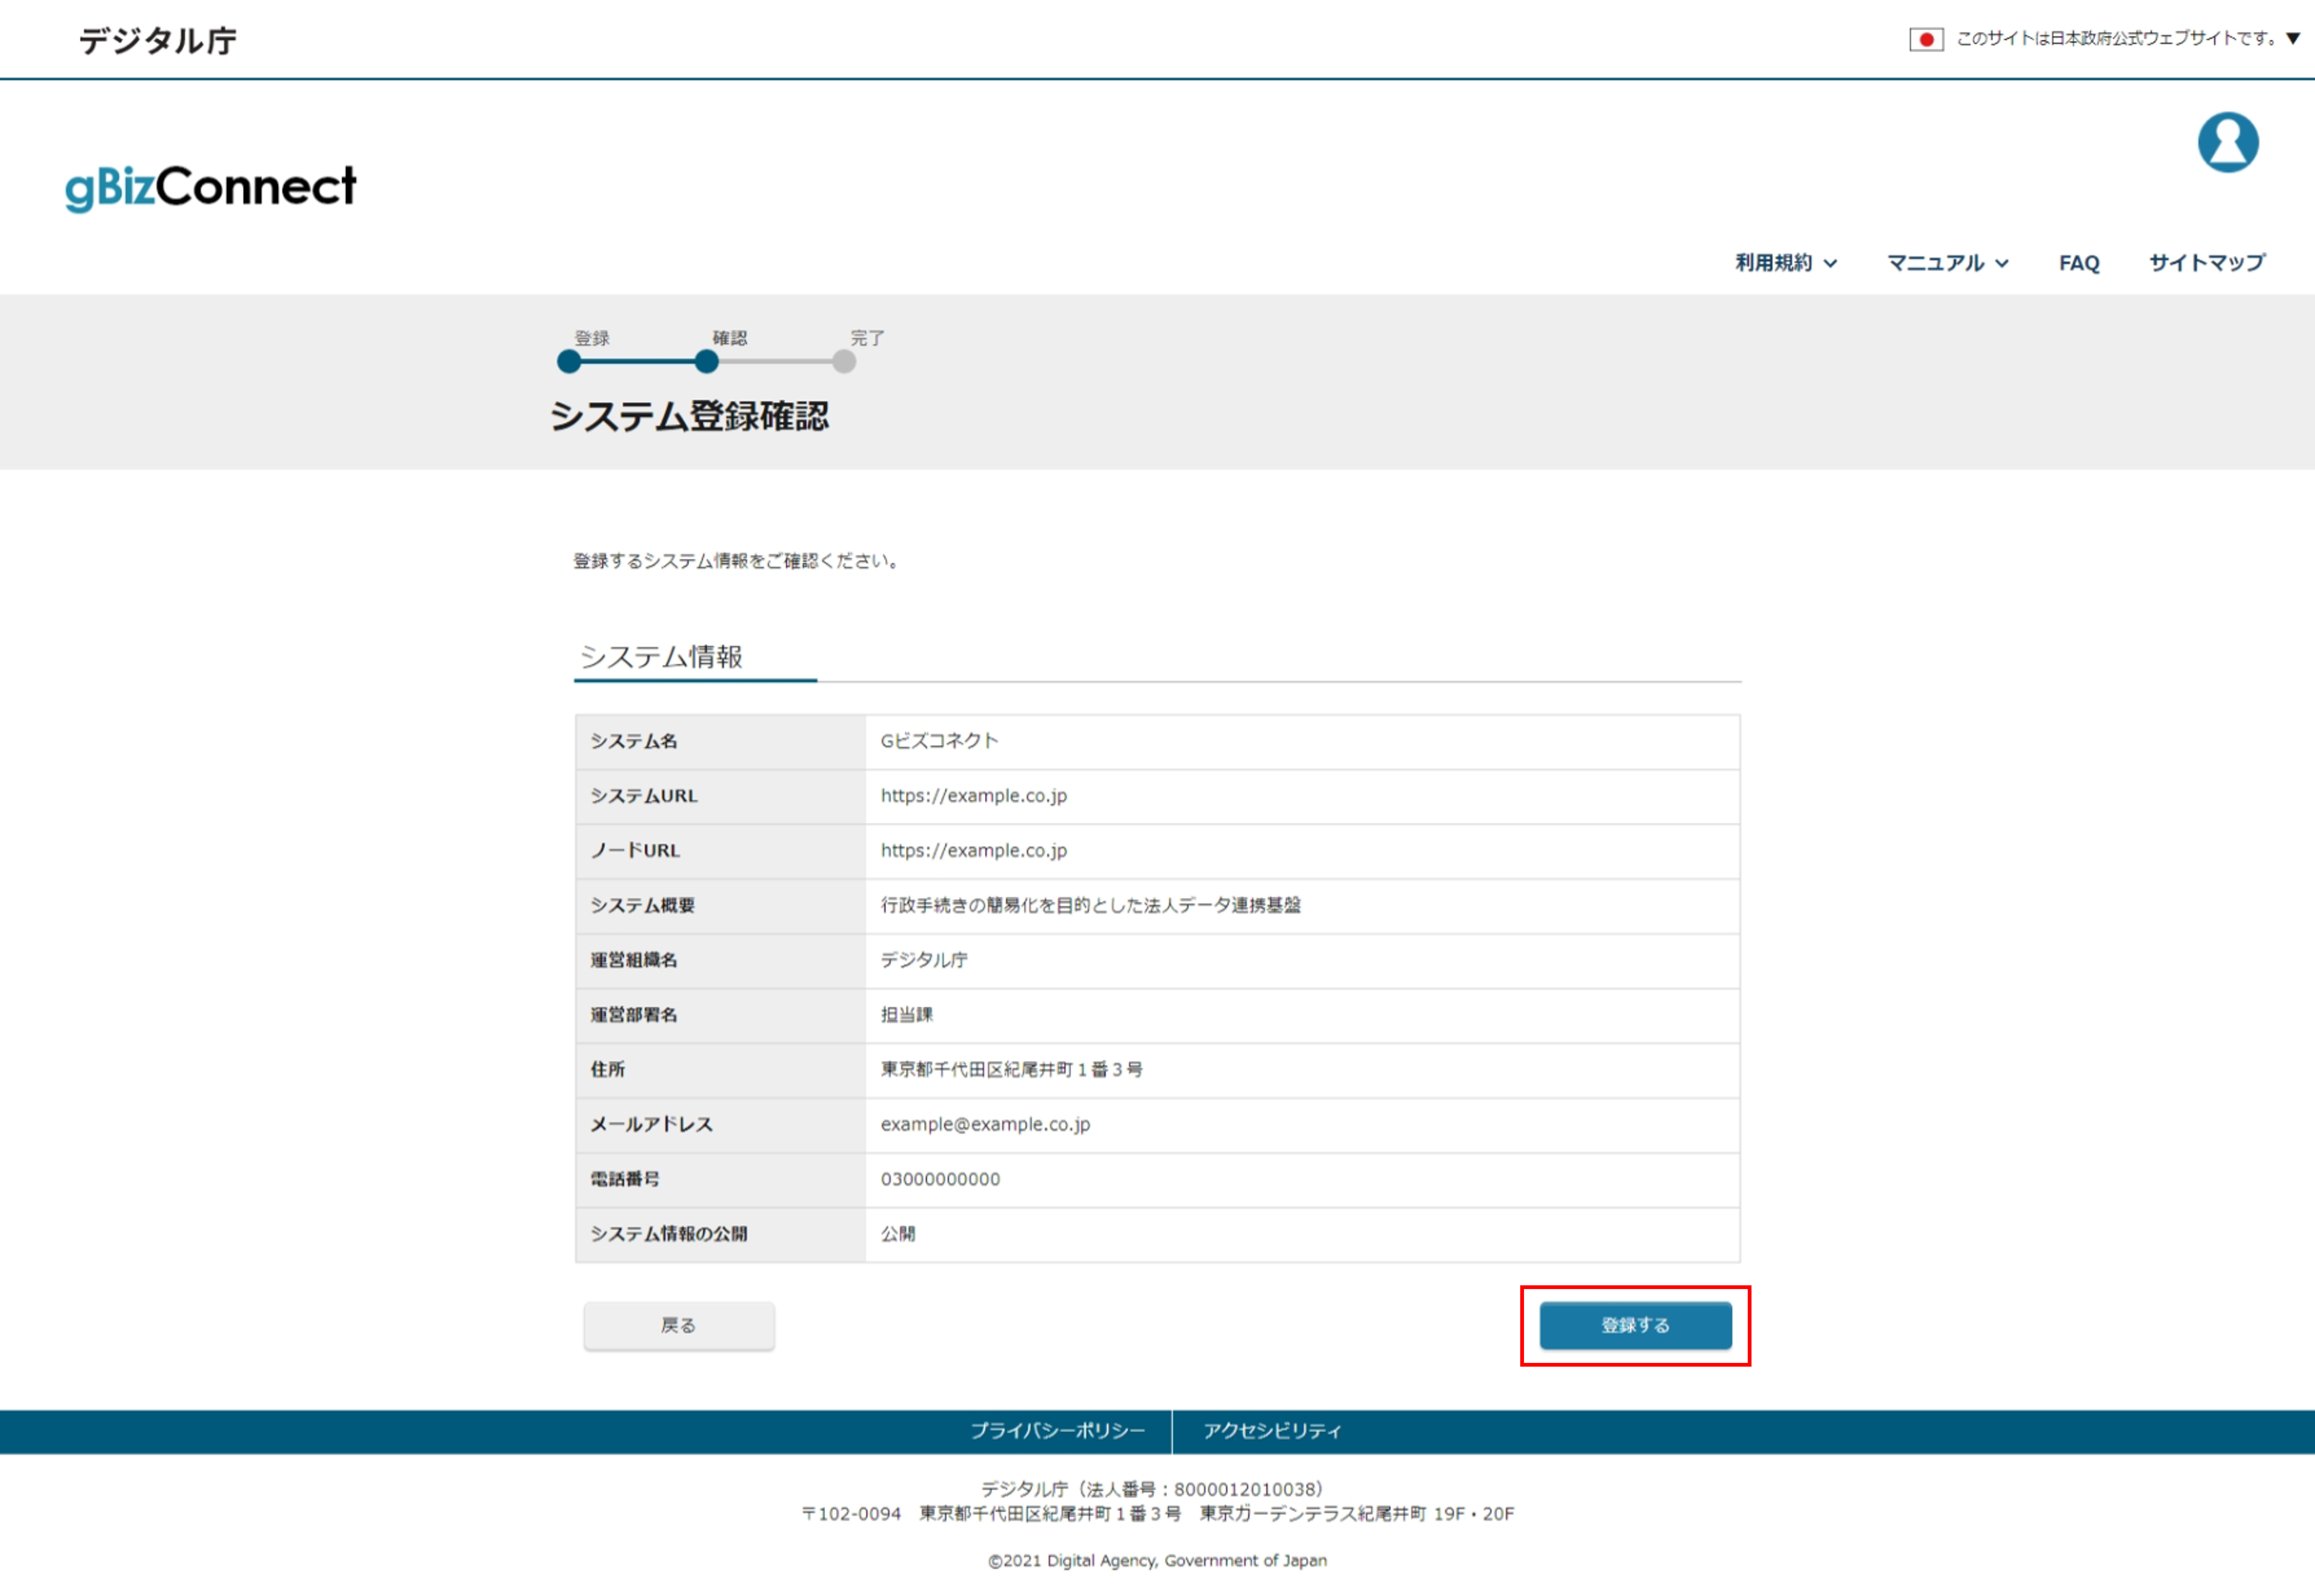 デジタル庁
このサイトは日本政府公式ウェブサイトです。▼
gBizConnect
利用規約 マニュアル FAQ サイトマップ
登録 確認 完了
システム登録確認
登録するシステム情報をご確認ください。
システム情報
システム名 Gビズコネクト
システムURL https://example.co.jp
ノードURL https://example.co.jp
システム概要 行政手続きの簡易化を目的とした法人データ連携基盤
運営組織名 デジタル庁
運営部署名 担当課
住所 東京都千代田区紀尾井町１番３号
メールアドレス example@example.co.jp
電話番号 03000000000
システム情報の公開 公開
戻る 登録する
プライバシーポリシー アクセシビリティ
デジタル庁（法人番号：8000012010038）
〒102-0094　東京都千代田区紀尾井町１番３号　東京ガーデンテラス紀尾井町 19F・20F
©2021 Digital Agency, Government of Japan